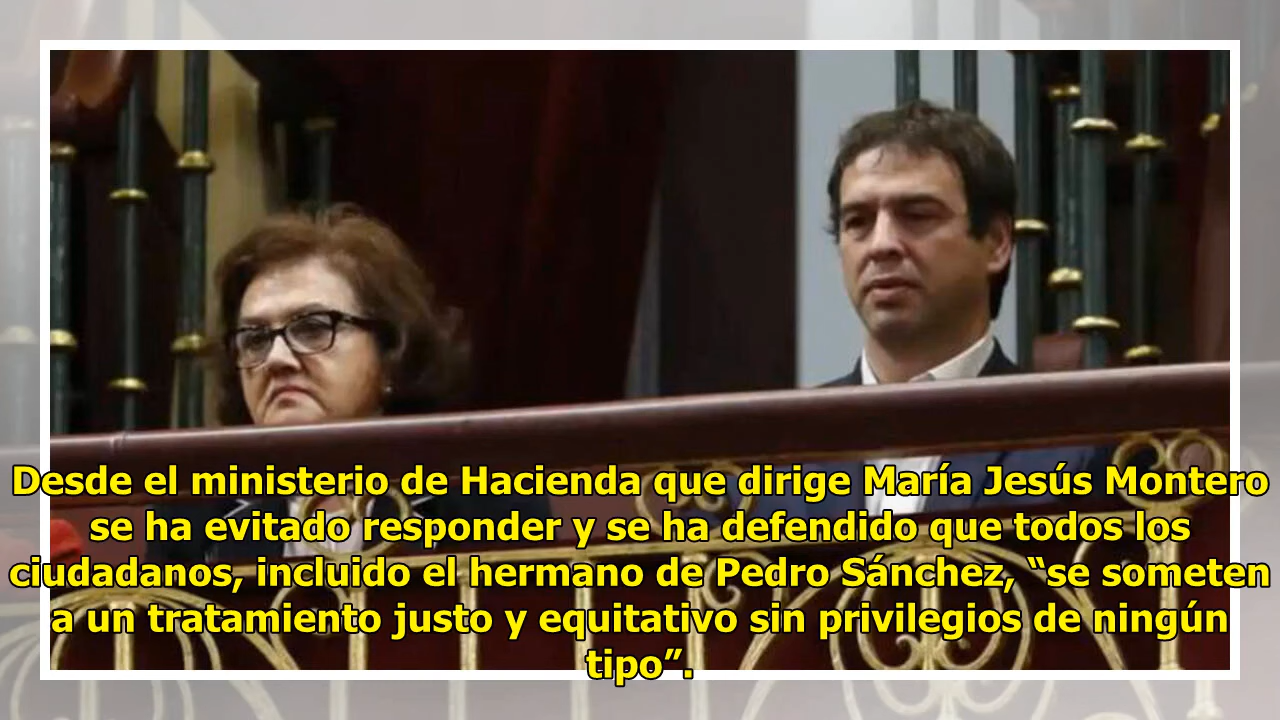 Desde el ministerio de Hacienda que dirige María Jesús Montero
se ha evitado responder y se ha defendido que todos los
ciudadanos, incluido el hermano de Pedro Sánchez, “se someten
a un tratamiento justo y equitativo sin privilegios de ningún
tipo”.